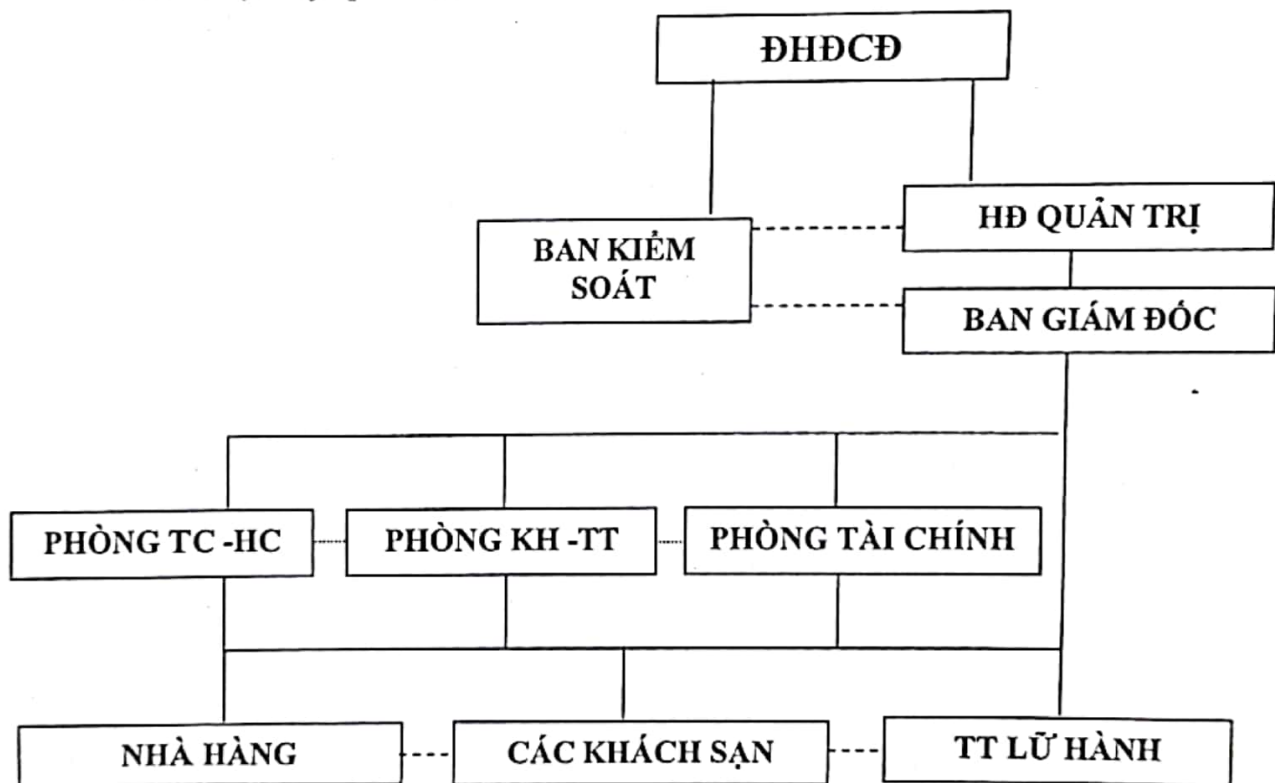 ĐHĐCĐ
HĐ QUẢN TRỊ
BAN KIỂM
SOÁT
BAN GIÁM ĐỐC
PHÒNG TC -HC
PHÒNG KH -TT
PHÒNG TÀI CHÍNH
NHÀ HÀNG
CÁC KHÁCH SẠN
TT LỮ HÀNH